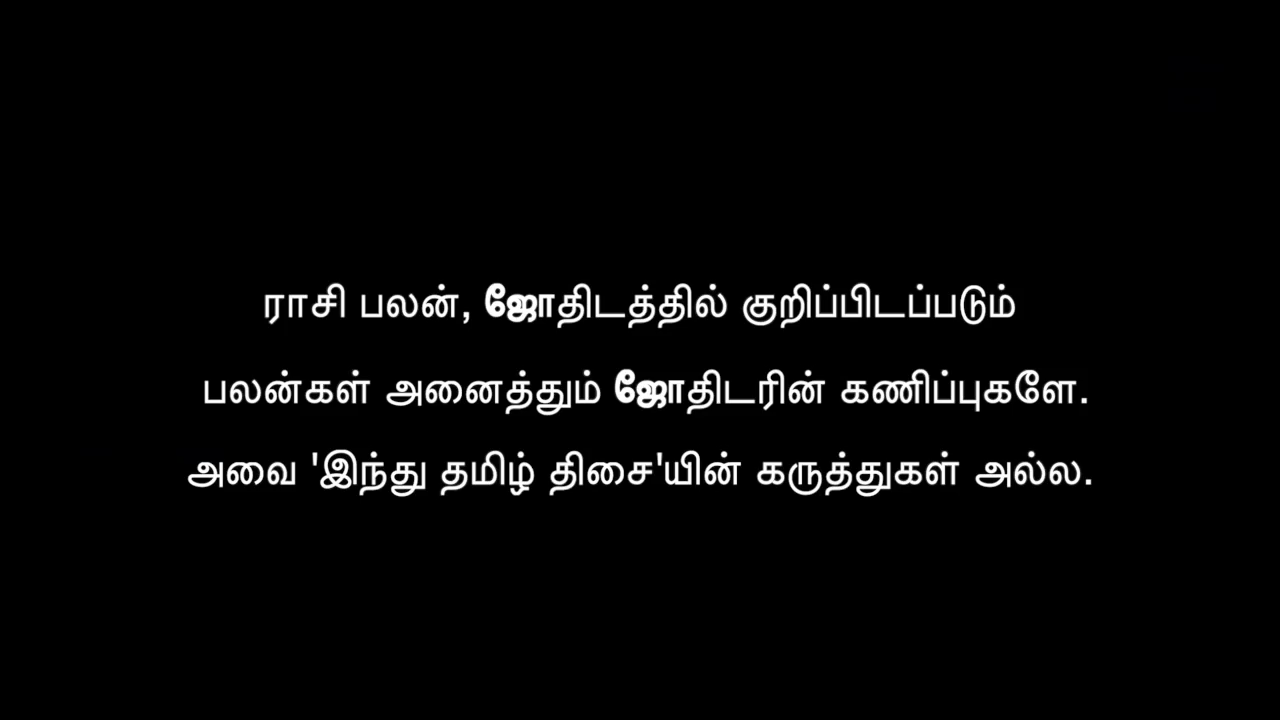 ராசி பலன், ஜோதிடத்தில் குறிப்பிடப்படும்
பலன்கள் அனைத்தும் ஜோதிடரின் கணிப்புகளே.
அவை 'இந்து தமிழ் திசை'யின் கருத்துகள் அல்ல.